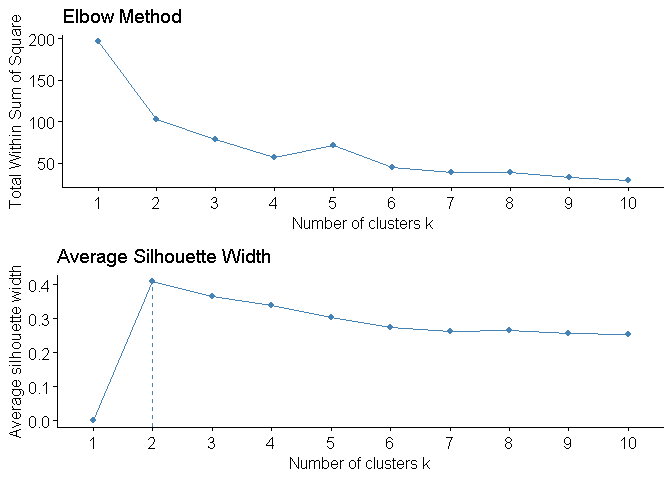 Elbow Method
Total Within Sum of Square
200
150
100
50
1 2 3 4 5 6 7 8 9 10
Number of clusters k
Average Silhouette Width
Average silhouette width
0.4
0.3
0.2
0.1
0.0
1 2 3 4 5 6 7 8 9 10
Number of clusters k